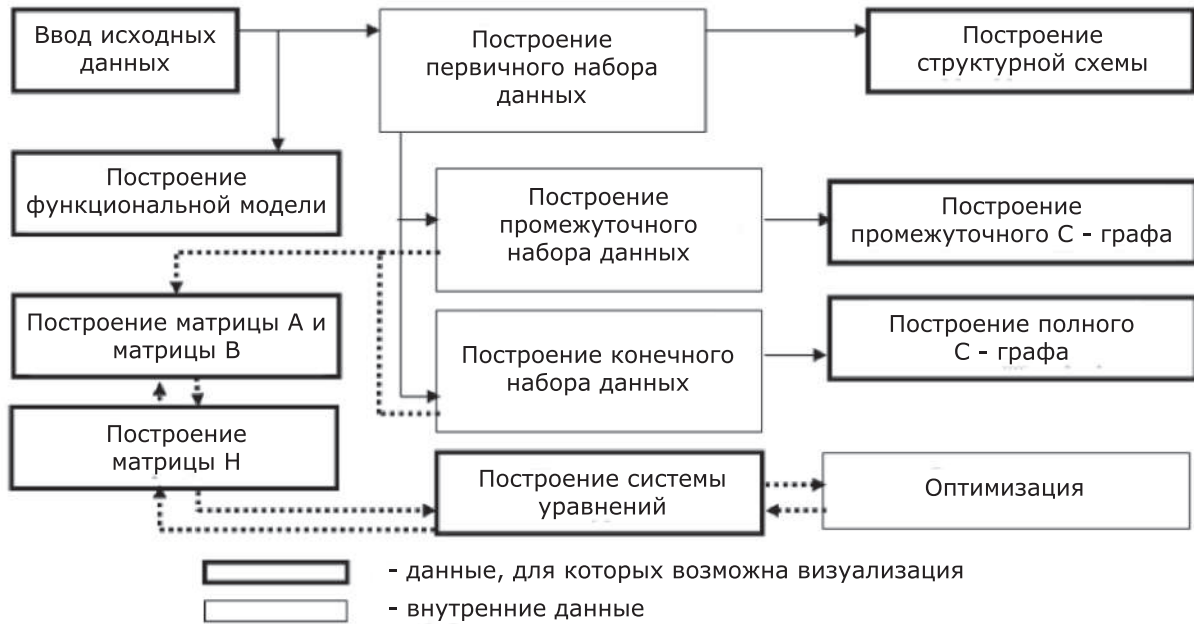 Ввод исходных
данных
Построение
первичного набора
данных
Построение
структурной схемы
Построение
функциональной модели
Построение
промежуточного
набора данных
Построение
промежуточного С - графа
Построение матрицы А и
матрицы В
Построение конечного
набора данных
Построение полного
С - графа
Построение
матрицы Н
Построение системы
уравнений
Оптимизация
- данные, для которых возможна визуализация
- внутренние данные